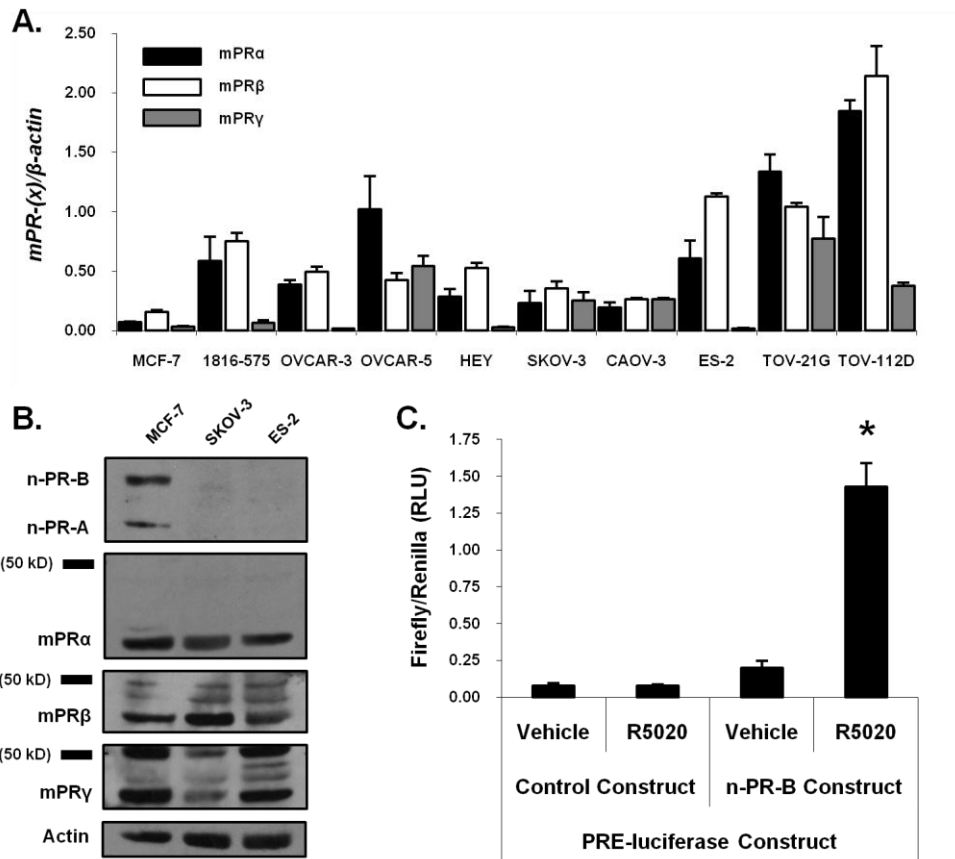 A.
2.50
2.00
1.50
1.00
0.50
0.00
mPR-(x)/β-actin
mPRα
mPRβ
mPRγ
MCF-7 1816-575 OVCAR-3 OVCAR-5 HEY SKOV-3 CAOV-3 ES-2 TOV-21G TOV-112D
B.
MCF-7 SKOV-3 ES-2
n-PR-B
n-PR-A
(50 kD)
mPRα
(50 kD)
mPRβ
(50 kD)
mPRγ
Actin
C.
*
1.75
1.50
1.25
1.00
0.75
0.50
0.25
0.00
Firefly/Renilla (RLU)
Vehicle R5020 Vehicle R5020
Control Construct n-PR-B Construct
PRE-luciferase Construct